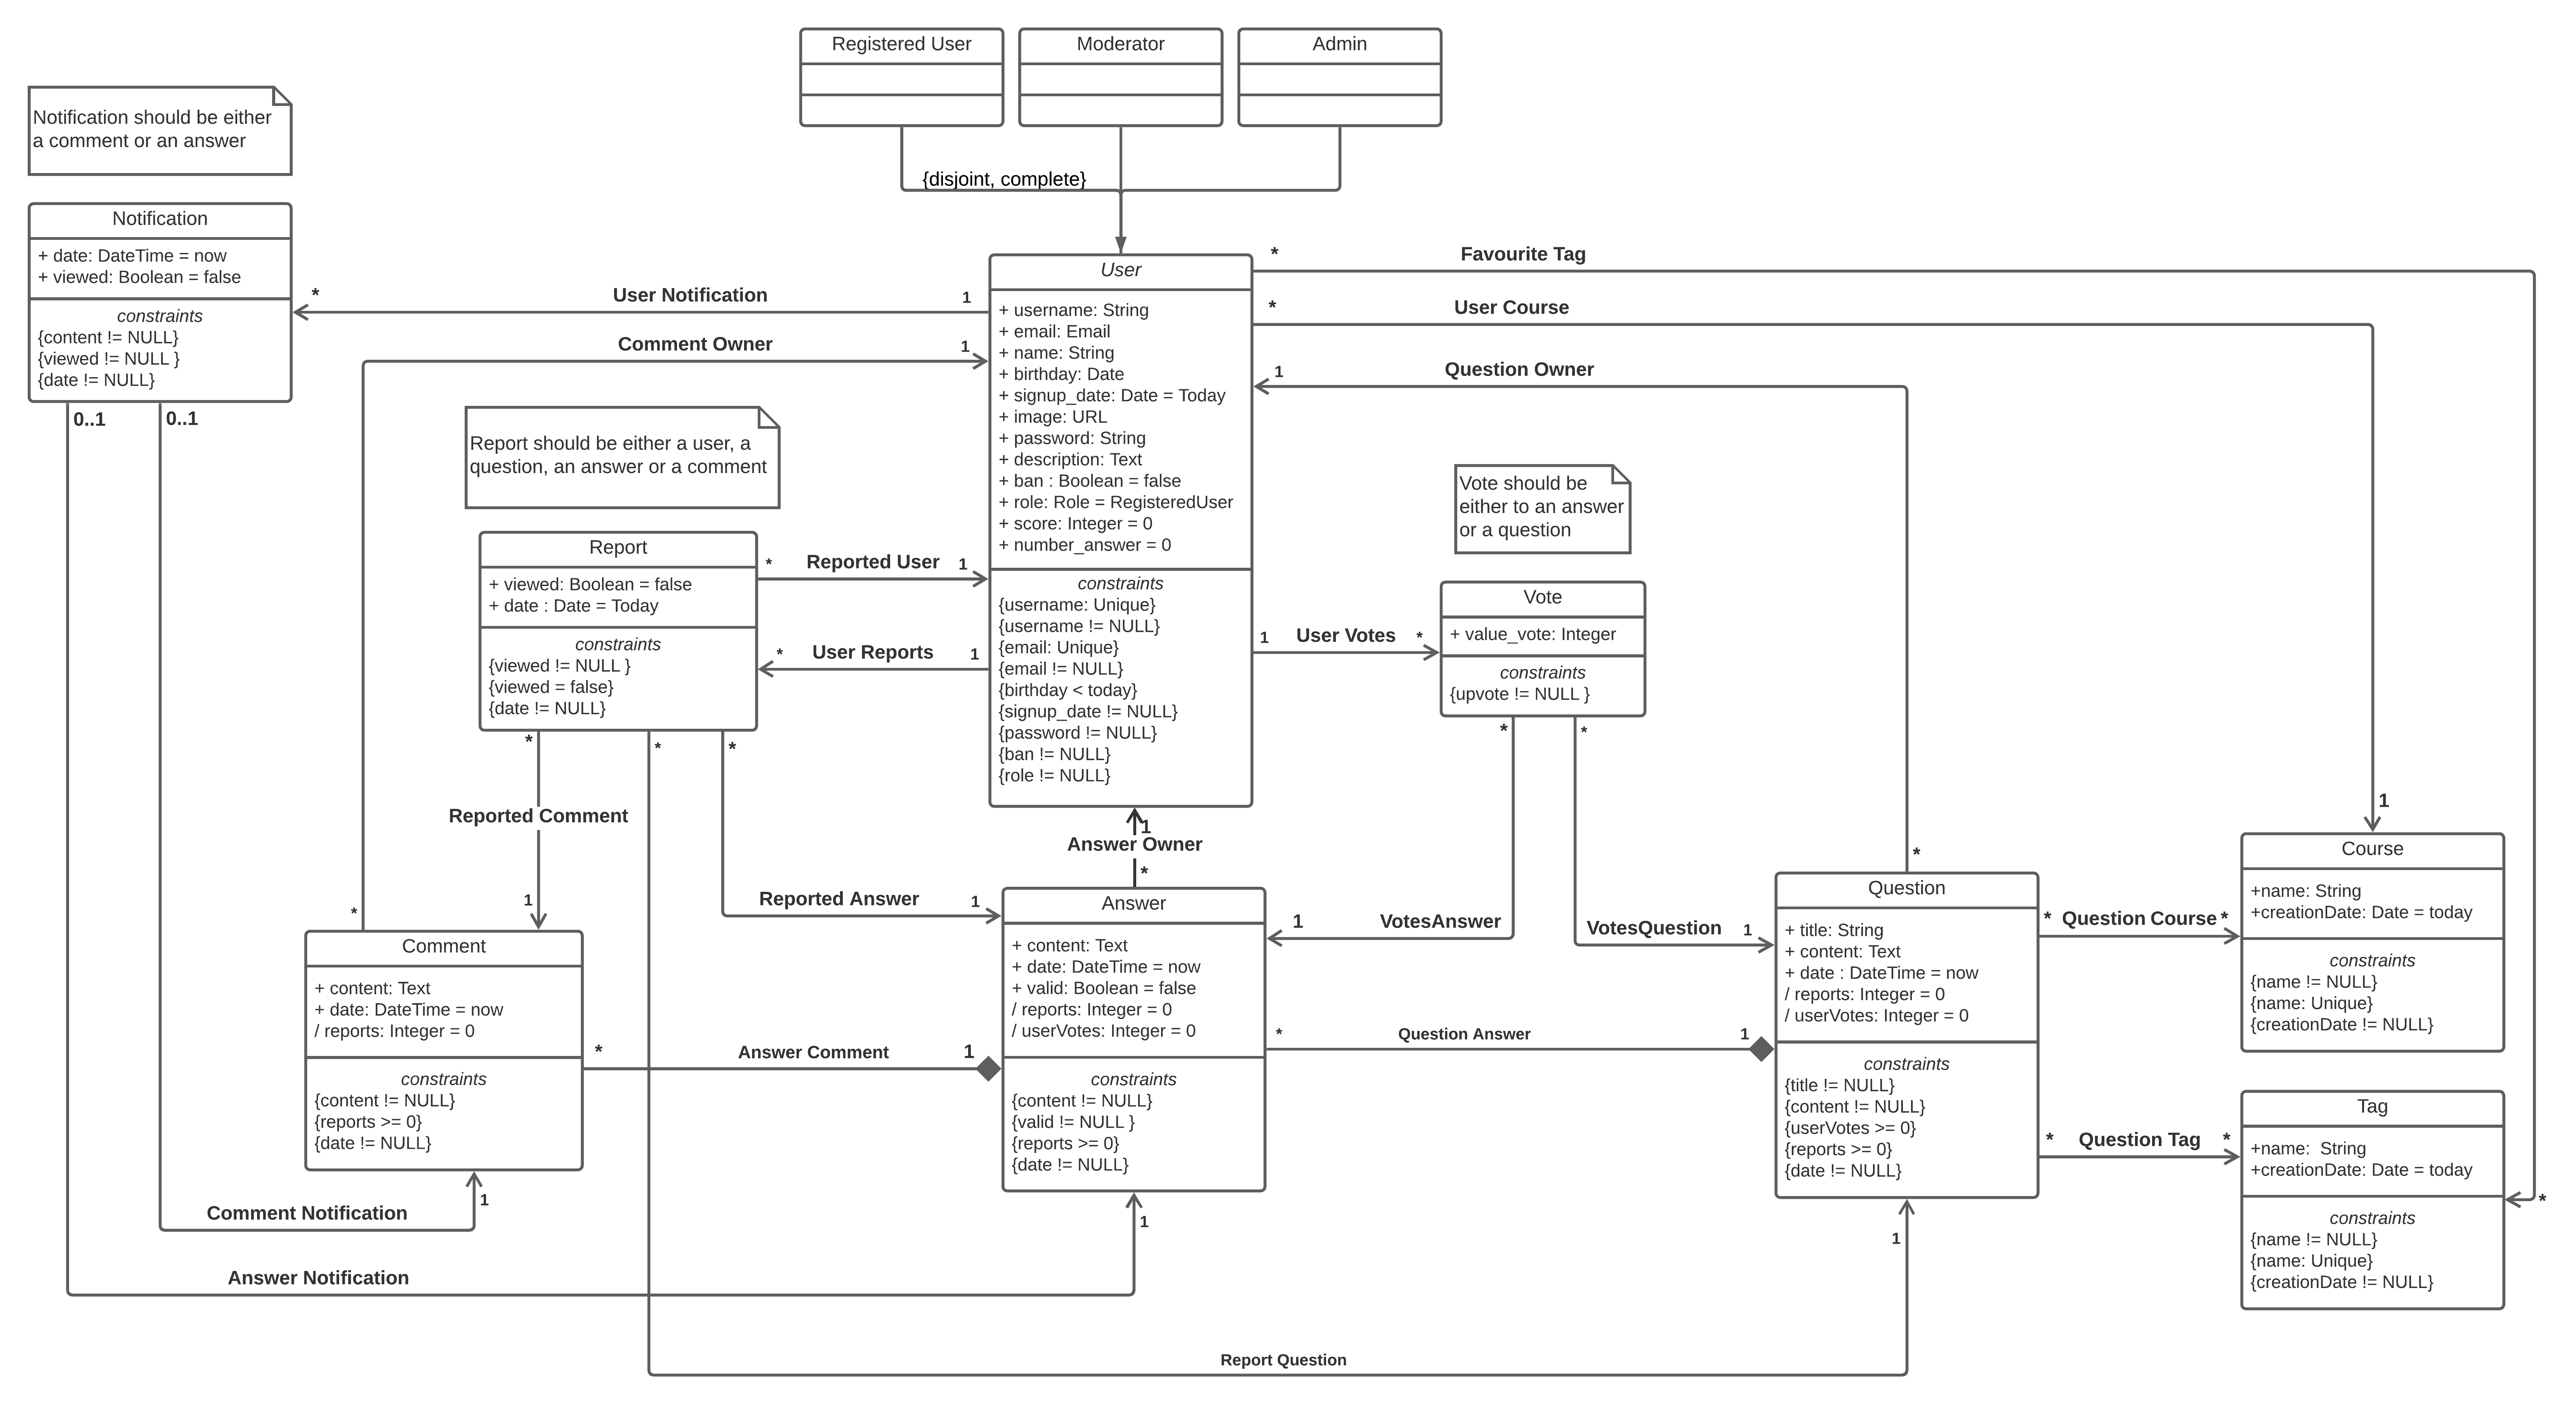 Registered User
Moderator
Admin
{disjoint, complete}
Notification should be either
a comment or an answer
Notification
+ date: DateTime = now
+ viewed: Boolean = false
constraints
{content != NULL}
{viewed != NULL }
{date != NULL}
0..1
0..1
* User Notification 1
* Comment Owner 1
User
+ username: String
+ email: Email
+ name: String
+ birthday: Date
+ signup_date: Date = Today
+ image: URL
+ password: String
+ description: Text
+ ban : Boolean = false
+ role: Role = RegisteredUser
+ score: Integer = 0
+ number_answer = 0
constraints
{username: Unique}
{username != NULL}
{email: Unique}
{email != NULL}
{birthday < today}
{signup_date != NULL}
{password != NULL}
{ban != NULL}
{role != NULL}
* Favourite Tag *
* User Course 1
1 Question Owner *
Report should be either a user, a
question, an answer or a comment
Report
+ viewed: Boolean = false
+ date : Date = Today
constraints
{viewed != NULL }
{viewed = false}
{date != NULL}
* Reported User 1
* User Reports 1
Vote should be
either to an answer
or a question
Vote
+ value_vote: Integer
constraints
{upvote != NULL }
1 User Votes *
*
Reported Comment
1
*
* Reported Answer 1
1
Answer Owner
*
* VotesAnswer 1
* VotesQuestion 1
Comment
+ content: Text
+ date: DateTime = now
/ reports: Integer = 0
constraints
{content != NULL}
{reports >= 0}
{date != NULL}
* Answer Comment 1
Answer
+ content: Text
+ date: DateTime = now
+ valid: Boolean = false
/ reports: Integer = 0
/ userVotes: Integer = 0
constraints
{content != NULL}
{valid != NULL }
{reports >= 0}
{date != NULL}
* Question Answer 1
Question
+ title: String
+ content: Text
+ date : DateTime = now
/ reports: Integer = 0
/ userVotes: Integer = 0
constraints
{title != NULL}
{content != NULL}
{userVotes >= 0}
{reports >= 0}
{date != NULL}
* Question Course *
Course
+name: String
+creationDate: Date = today
constraints
{name != NULL}
{name: Unique}
{creationDate != NULL}
* Question Tag *
Tag
+name:  String
+creationDate: Date = today
constraints
{name != NULL}
{name: Unique}
{creationDate != NULL}
Comment Notification 1
Answer Notification 1
* Report Question 1